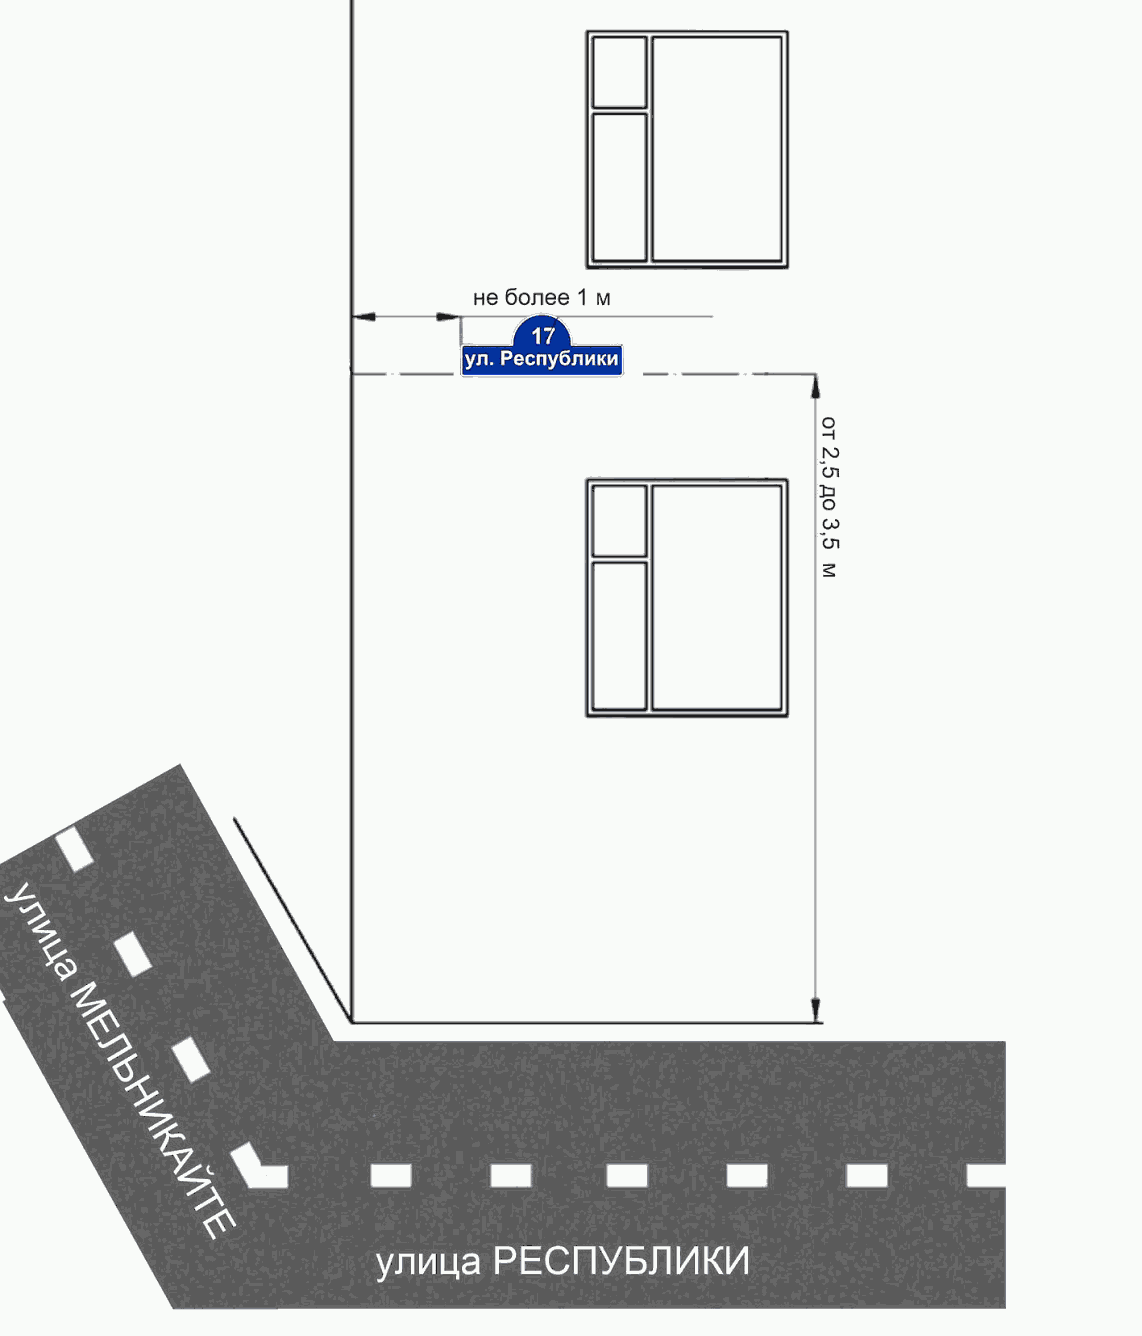 не более 1 м
17
ул. Республики
от 2,5 до 3,5 м
улица МЕЛЬНИКАЙТЕ
улица РЕСПУБЛИКИ